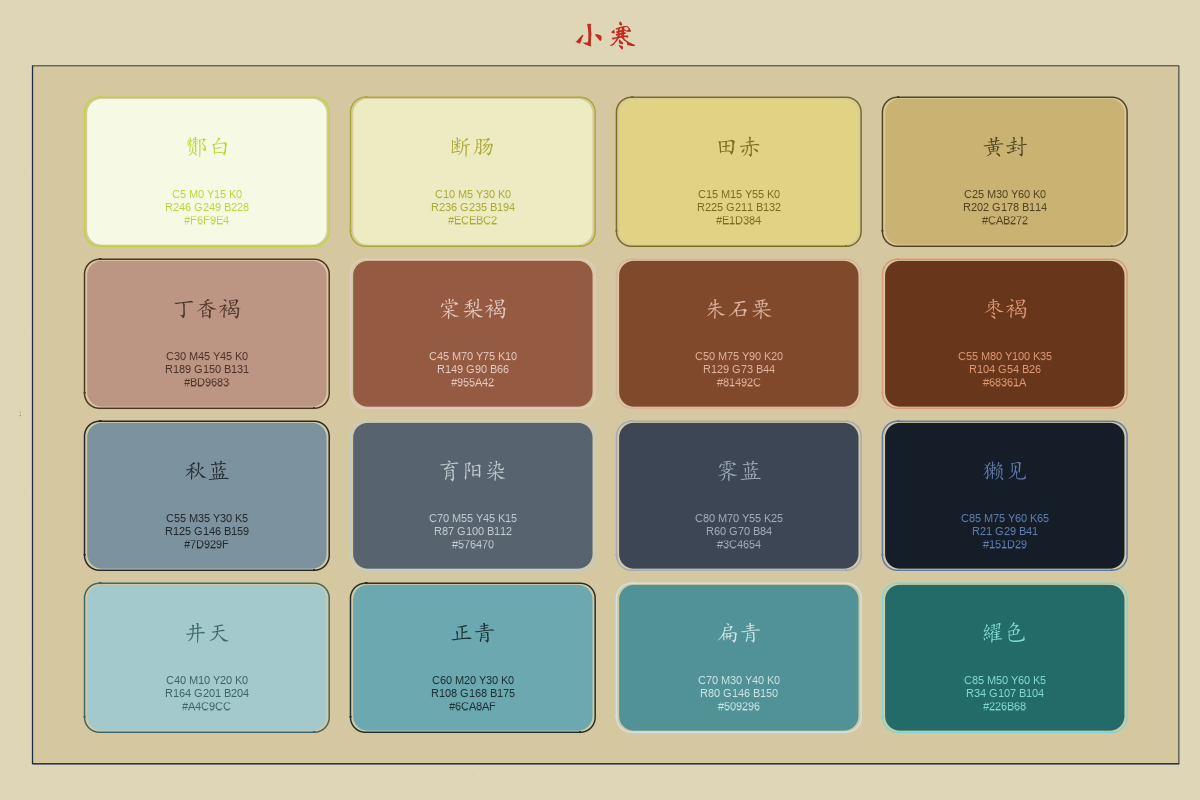 小寒
酂白
C5 M0 Y15 K0
R246 G249 B228
#F6F9E4
断肠
C10 M5 Y30 K0
R236 G235 B194
#ECEBC2
田赤
C15 M15 Y55 K0
R225 G211 B132
#E1D384
黄封
C25 M30 Y60 K0
R202 G178 B114
#CAB272
丁香褐
C30 M45 Y45 K0
R189 G150 B131
#BD9683
棠梨褐
C45 M70 Y75 K10
R149 G90 B66
#955A42
朱石栗
C50 M75 Y90 K20
R129 G73 B44
#81492C
枣褐
C55 M80 Y100 K35
R104 G54 B26
#68361A
秋蓝
C55 M35 Y30 K5
R125 G146 B159
#7D929F
育阳染
C70 M55 Y45 K15
R87 G100 B112
#576470
霁蓝
C80 M70 Y55 K25
R60 G70 B84
#3C4654
獭见
C85 M75 Y60 K65
R21 G29 B41
#151D29
井天
C40 M10 Y20 K0
R164 G201 B204
#A4C9CC
正青
C60 M20 Y30 K0
R108 G168 B175
#6CA8AF
扁青
C70 M30 Y40 K0
R80 G146 B150
#509296
䌦色
C85 M50 Y60 K5
R34 G107 B104
#226B68